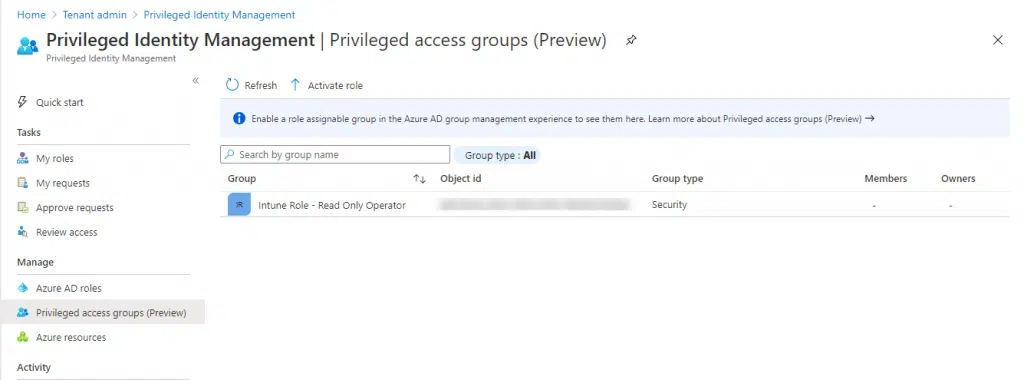 Home > Tenant admin > Privileged Identity Management
Privileged Identity Management | Privileged access groups (Preview)
Privileged Identity Management
Quick start
Tasks
My roles
My requests
Approve requests
Review access
Manage
Azure AD roles
Privileged access groups (Preview)
Azure resources
Activity
Refresh Activate role
Enable a role assignable group in the Azure AD group management experience to see them here. Learn more about Privileged access groups (Preview) →
Search by group name Group type : All
Group Object id Group type Members Owners
IR Intune Role - Read Only Operator Security - -